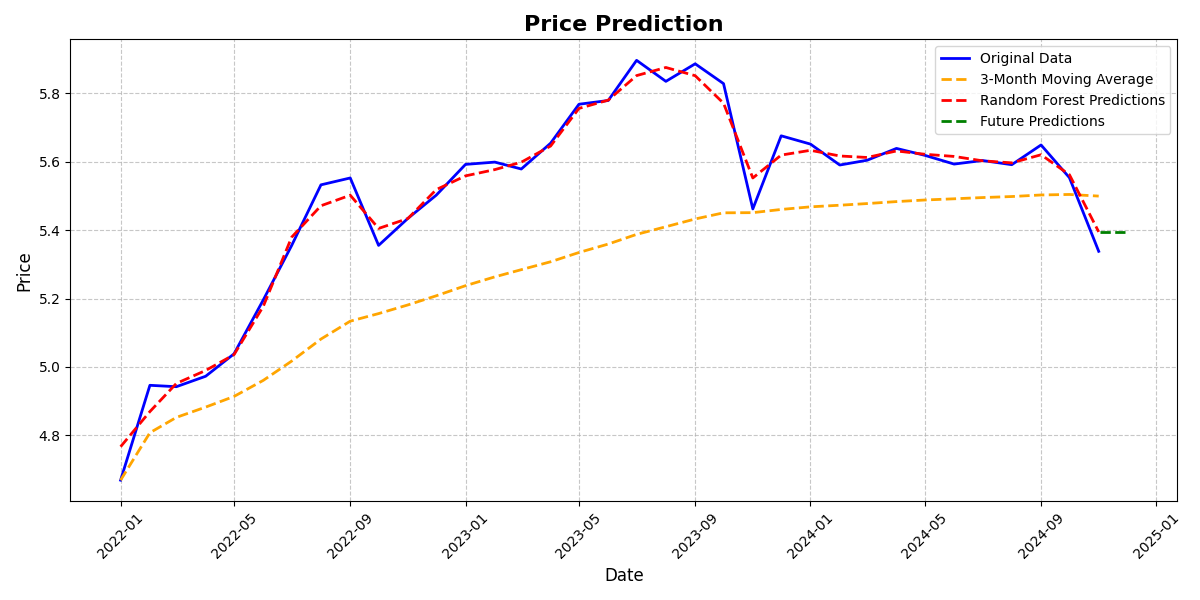 Price Prediction
Original Data
3-Month Moving Average
Random Forest Predictions
Future Predictions
Price
5.8
5.6
5.4
5.2
5.0
4.8
2022-01
2022-05
2022-09
2023-01
2023-05
2023-09
2024-01
2024-05
2024-09
2025-01
Date